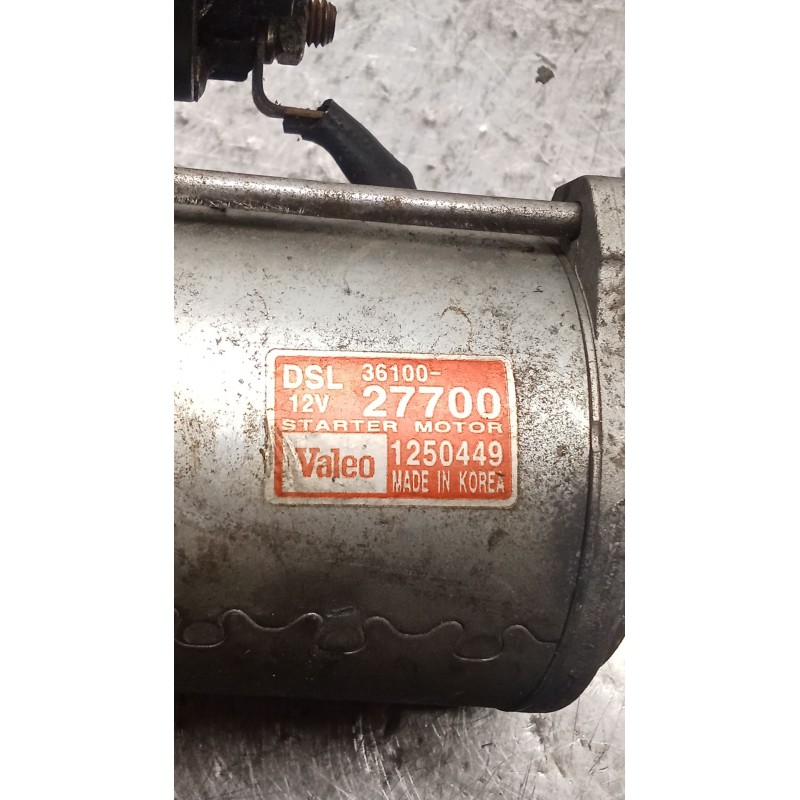 DSL 36100-
12V 27700
STARTER MOTOR
Valeo 1250449
MADE IN KOREA